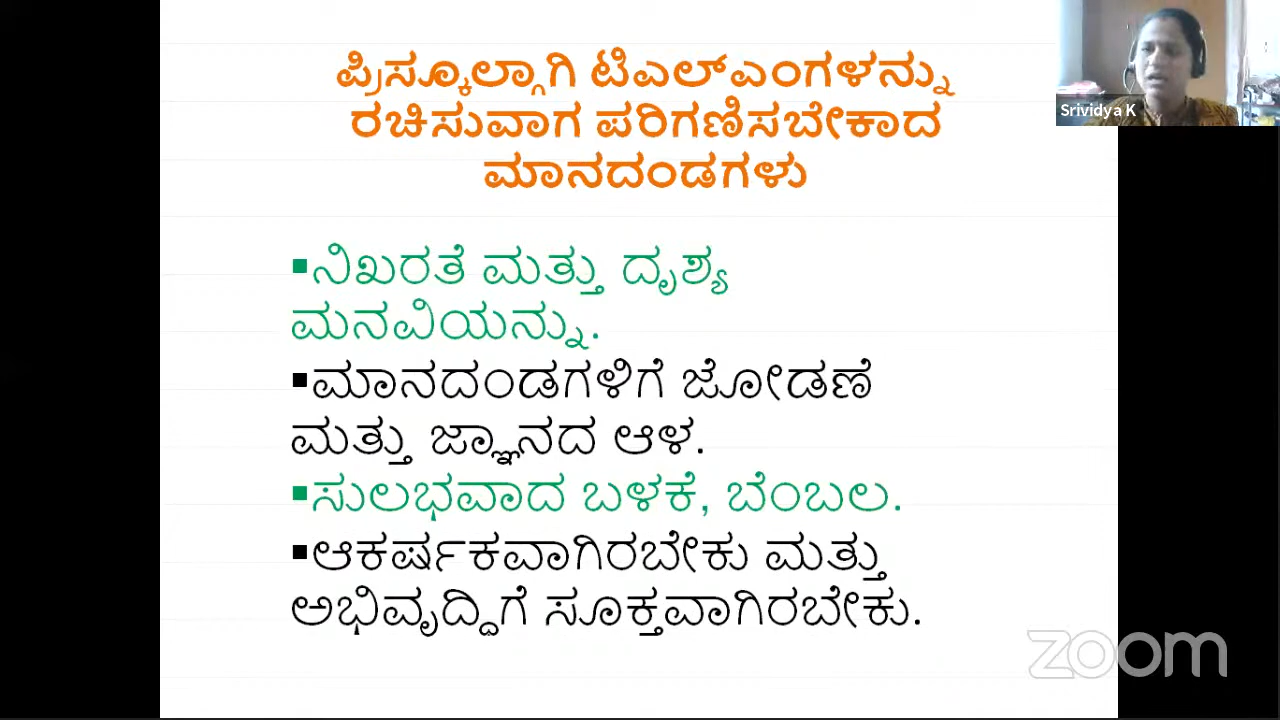 ಪ್ರಿಸ್ಕೂಲ್ಗಾಗಿ ಟಿಎಲ್ಎಂಗಳನ್ನು
ರಚಿಸುವಾಗ ಪರಿಗಣಿಸಬೇಕಾದ
ಮಾನದಂಡಗಳು
Srividya K
▪ನಿಖರತೆ ಮತ್ತು ದೃಶ್ಯ
ಮನವಿಯನ್ನು.
▪ಮಾನದಂಡಗಳಿಗೆ ಜೋಡಣೆ
ಮತ್ತು ಜ್ಞಾನದ ಆಳ.
▪ಸುಲಭವಾದ ಬಳಕೆ, ಬೆಂಬಲ.
▪ಆಕರ್ಷಕವಾಗಿರಬೇಕು ಮತ್ತು
ಅಭಿವೃದ್ಧಿಗೆ ಸೂಕ್ತವಾಗಿರಬೇಕು.
zoom